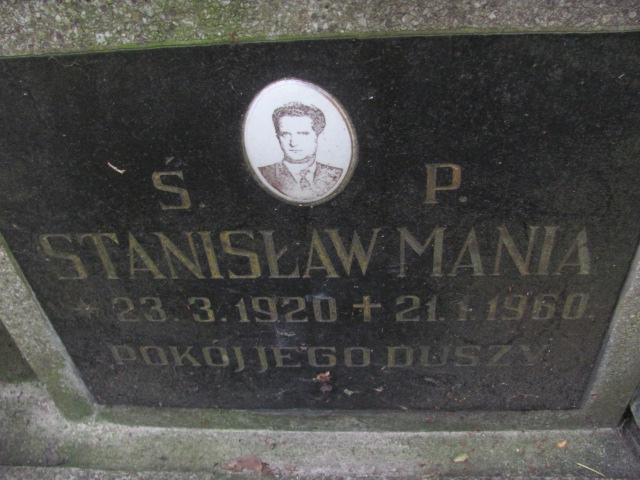 Ś. P.
STANISŁAW MANIA
* 23.3.1920 + 21.1.1960.
POKÓJ JEGO DUSZY